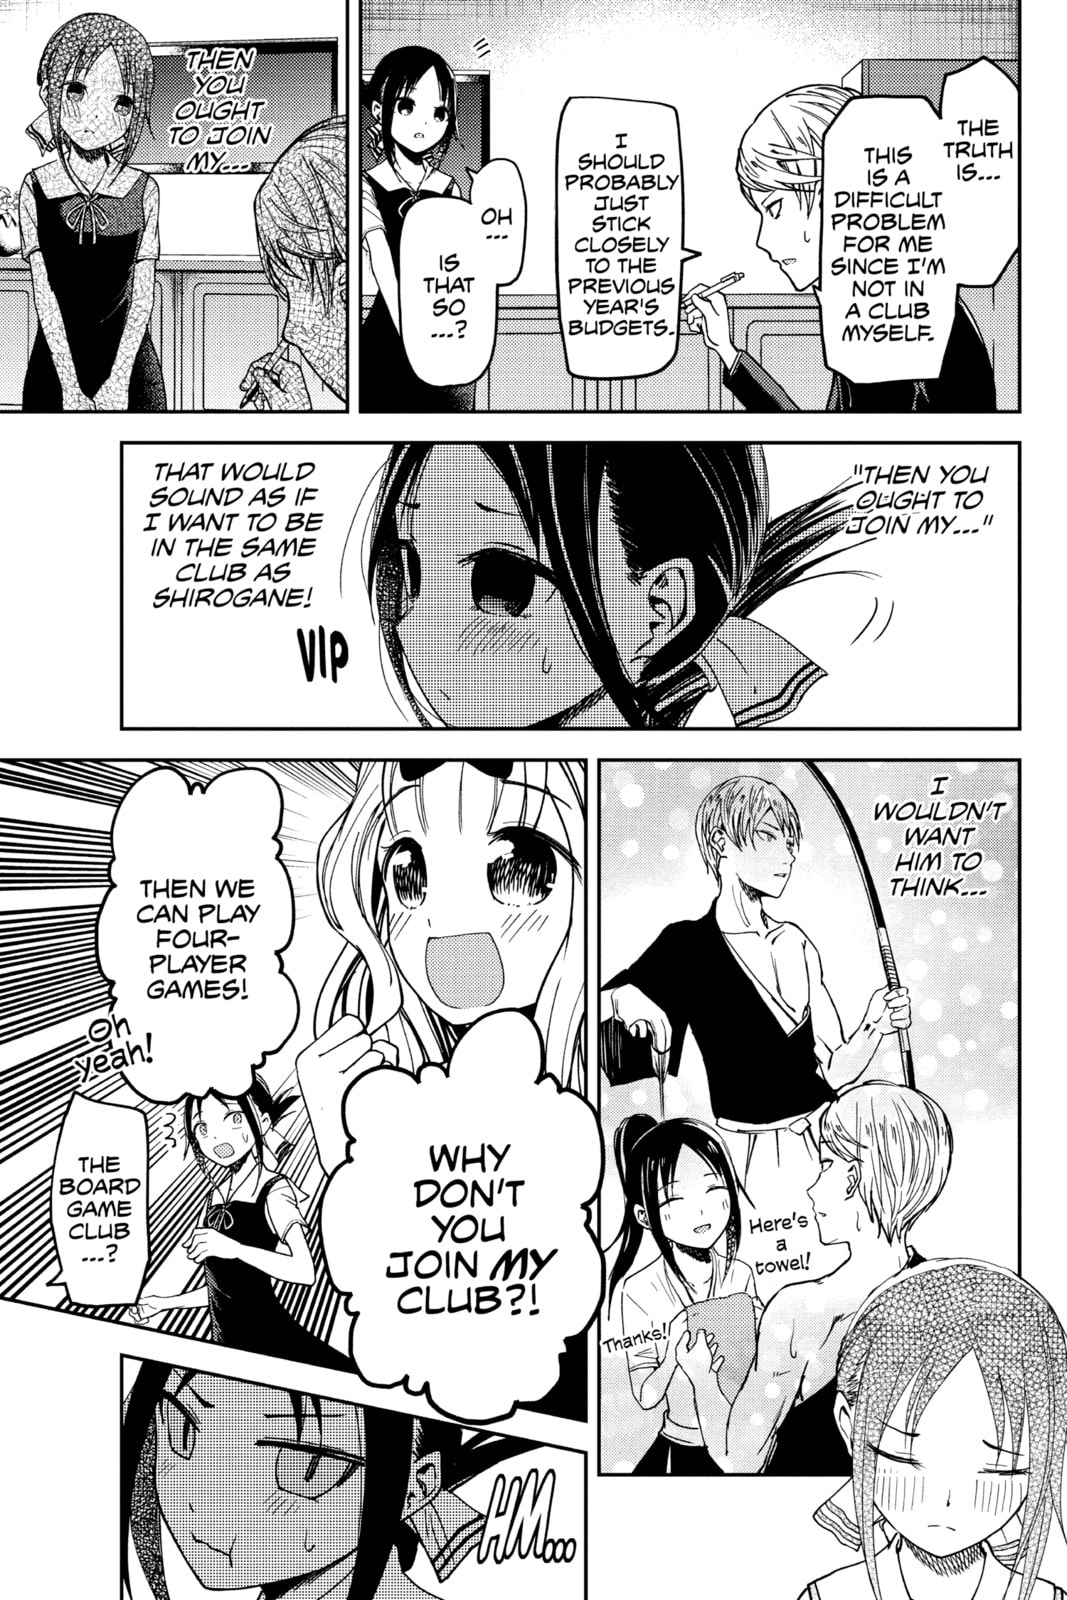 THE
TRUTH
IS...
THIS
IS A
DIFFICULT
PROBLEM
FOR ME
SINCE I'M
NOT IN
A CLUB
MYSELF.
I
SHOULD
PROBABLY
JUST
STICK
CLOSELY
TO THE
PREVIOUS
YEAR'S
BUDGETS.
OH
...
IS
THAT
SO
...?
THEN
YOU
OUGHT
TO JOIN
MY...
"THEN YOU
OUGHT TO
JOIN MY..."
THAT WOULD
SOUND AS IF
I WANT TO BE
IN THE SAME
CLUB AS
SHIROGANE!
VIP
I
WOULDN'T
WANT
HIM TO
THINK...
Here's
a
towel!
Thanks!
THEN WE
CAN PLAY
FOUR-
PLAYER
GAMES!
Oh
yeah!
WHY
DON'T
YOU
JOIN MY
CLUB?!
THE
BOARD
GAME
CLUB
...?
HM...